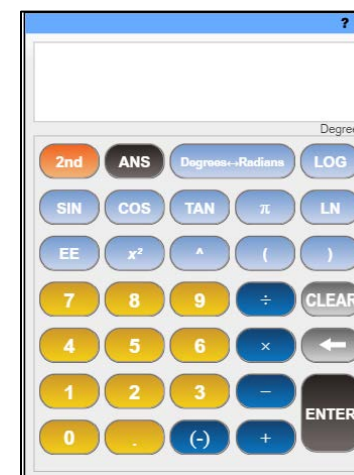 ?
Degree
2nd ANS Degrees↔Radians LOG
SIN COS TAN π LN
EE x² ^ ( )
7 8 9 ÷ CLEAR
4 5 6 × ←
1 2 3 −
ENTER
0 . (-) +